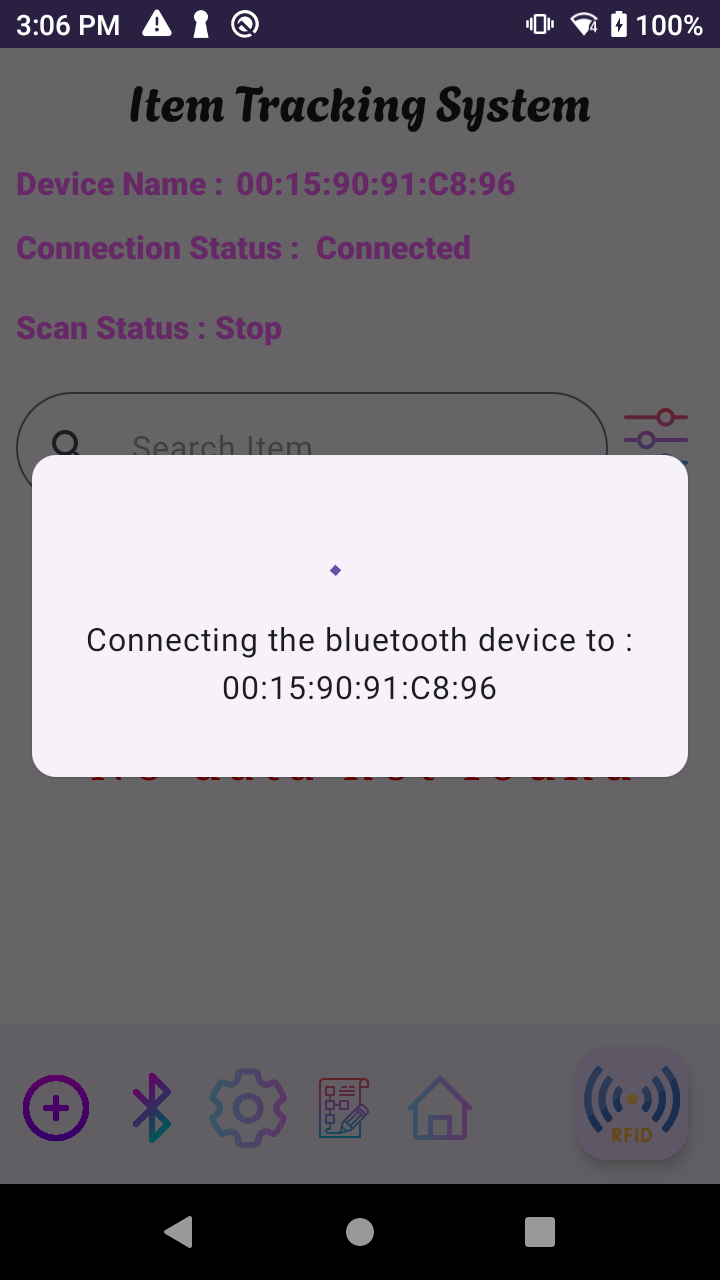 3:06 PM 4 100%
Item Tracking System
Device Name : 00:15:90:91:C8:96
Connection Status : Connected
Scan Status : Stop
Search Item
Connecting the bluetooth device to :
00:15:90:91:C8:96
RFID